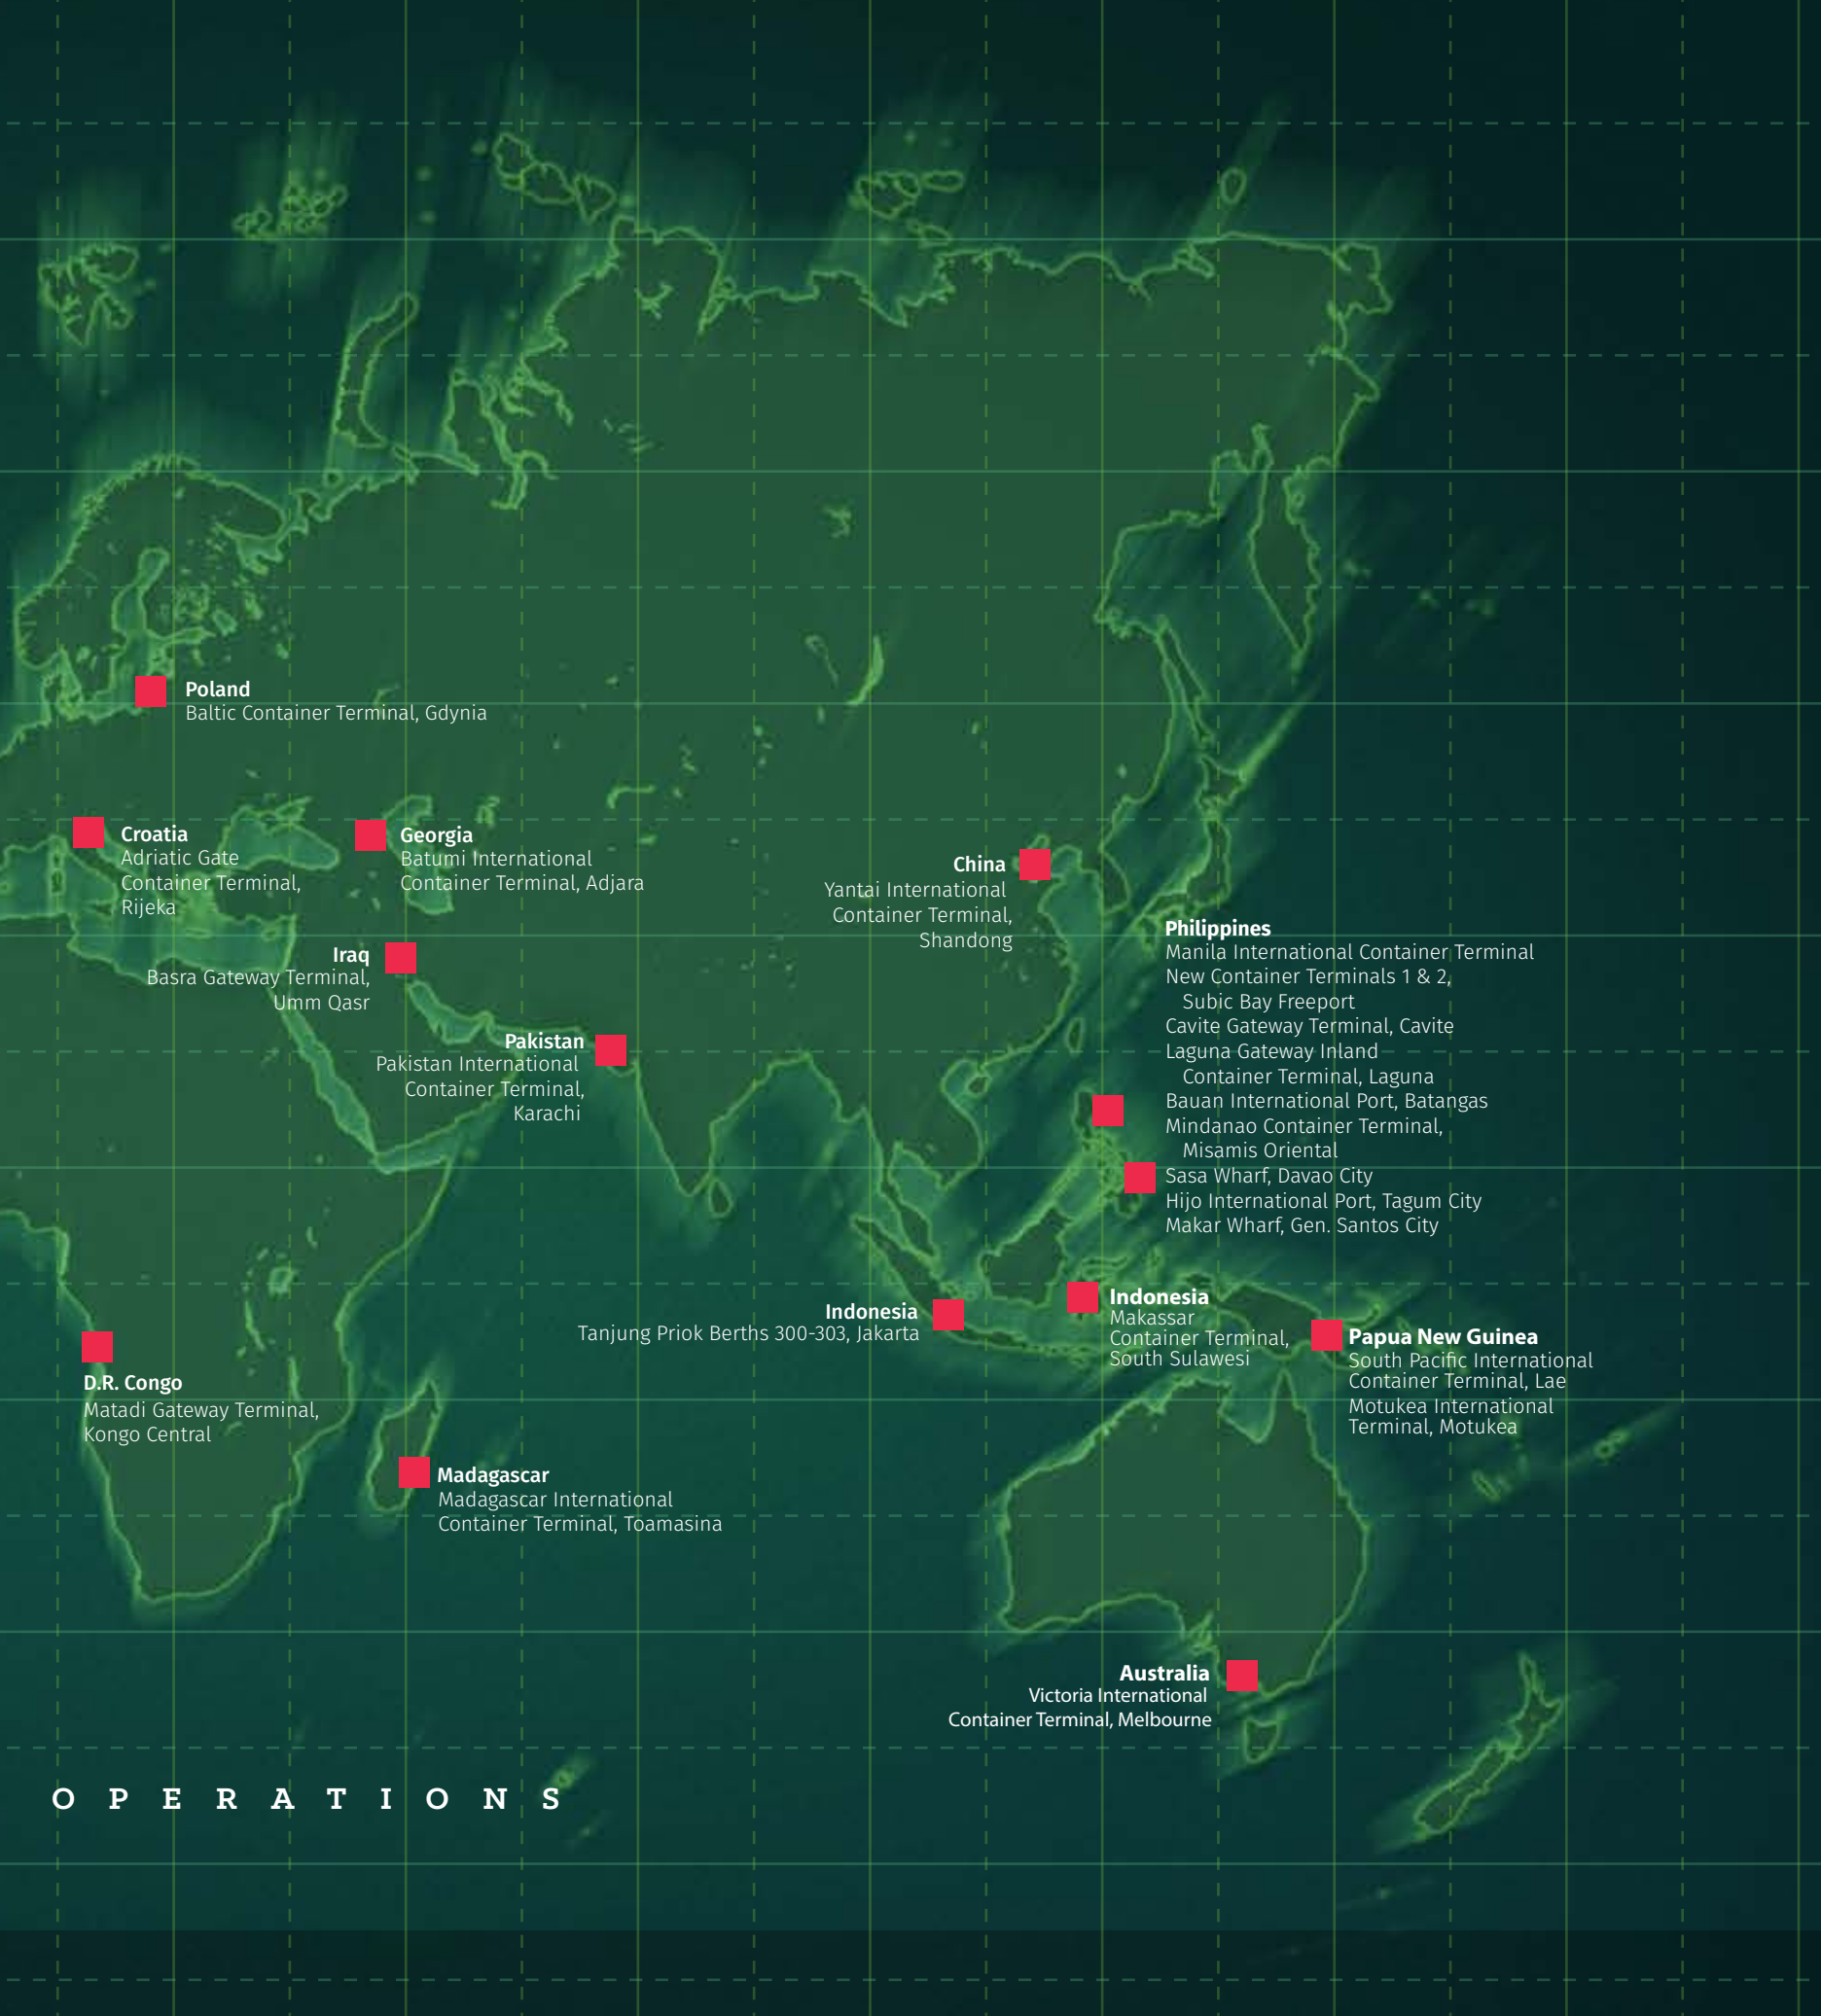 Poland
Baltic Container Terminal, Gdynia
Croatia
Adriatic Gate
Container Terminal,
Rijeka
Georgia
Batumi International
Container Terminal, Adjara
China
Yantai International
Container Terminal,
Shandong
Iraq
Basra Gateway Terminal,
Umm Qasr
Pakistan
Pakistan International
Container Terminal,
Karachi
Philippines
Manila International Container Terminal
New Container Terminals 1 & 2,
Subic Bay Freeport
Cavite Gateway Terminal, Cavite
Laguna Gateway Inland
Container Terminal, Laguna
Bauan International Port, Batangas
Mindanao Container Terminal,
Misamis Oriental
Sasa Wharf, Davao City
Hijo International Port, Tagum City
Makar Wharf, Gen. Santos City
Indonesia
Tanjung Priok Berths 300-303, Jakarta
Indonesia
Makassar
Container Terminal,
South Sulawesi
Papua New Guinea
South Pacific International
Container Terminal, Lae
Motukea International
Terminal, Motukea
D.R. Congo
Matadi Gateway Terminal,
Kongo Central
Madagascar
Madagascar International
Container Terminal, Toamasina
Australia
Victoria International
Container Terminal, Melbourne
OPERATIONS